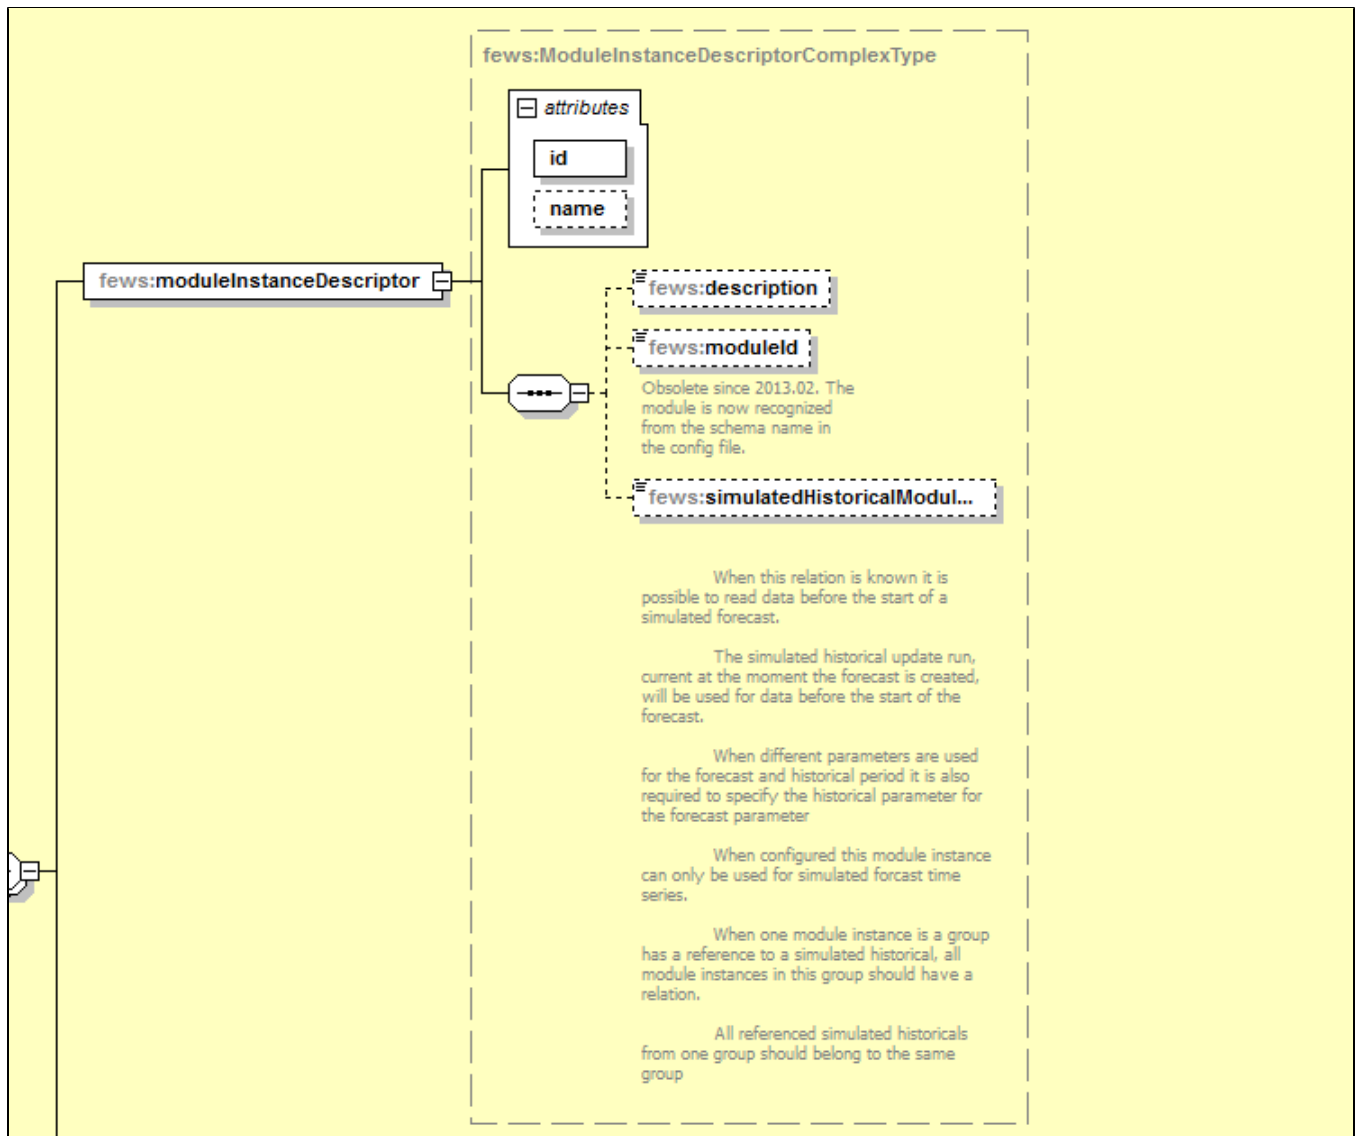 fews:ModuleInstanceDescriptorComplexType
attributes
id
name
fews:moduleInstanceDescriptor
fews:description
fews:moduleId
Obsolete since 2013.02. The
module is now recognized
from the schema name in
the config file.
fews:simulatedHistoricalModul...
When this relation is known it is
possible to read data before the start of a
simulated forecast.
The simulated historical update run,
current at the moment the forecast is created,
will be used for data before the start of the
forecast.
When different parameters are used
for the forecast and historical period it is also
required to specify the historical parameter for
the forecast parameter
When configured this module instance
can only be used for simulated forcast time
series.
When one module instance is a group
has a reference to a simulated historical, all
module instances in this group should have a
relation.
All referenced simulated historicals
from one group should belong to the same
group